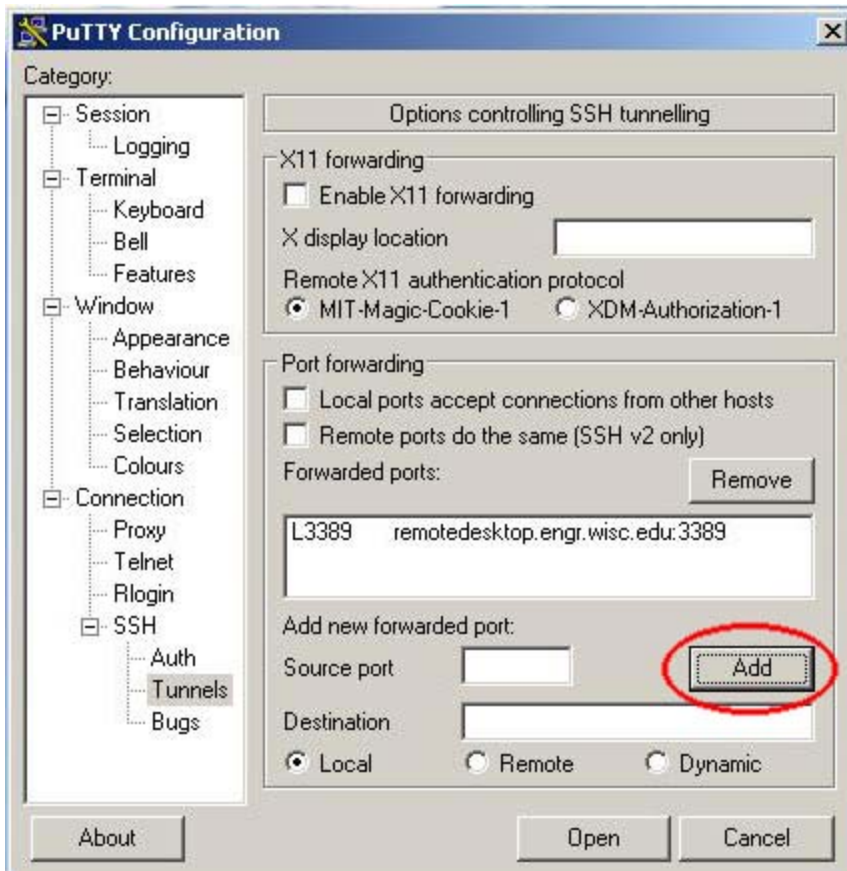 PuTTY Configuration
Category:
Session
Logging
Terminal
Keyboard
Bell
Features
Window
Appearance
Behaviour
Translation
Selection
Colours
Connection
Proxy
Telnet
Rlogin
SSH
Auth
Tunnels
Bugs
Options controlling SSH tunnelling
X11 forwarding
Enable X11 forwarding
X display location
Remote X11 authentication protocol
MIT-Magic-Cookie-1 XDM-Authorization-1
Port forwarding
Local ports accept connections from other hosts
Remote ports do the same (SSH v2 only)
Forwarded ports: Remove
L3389 remotedesktop.engr.wisc.edu:3389
Add new forwarded port:
Source port Add
Destination
Local Remote Dynamic
About Open Cancel